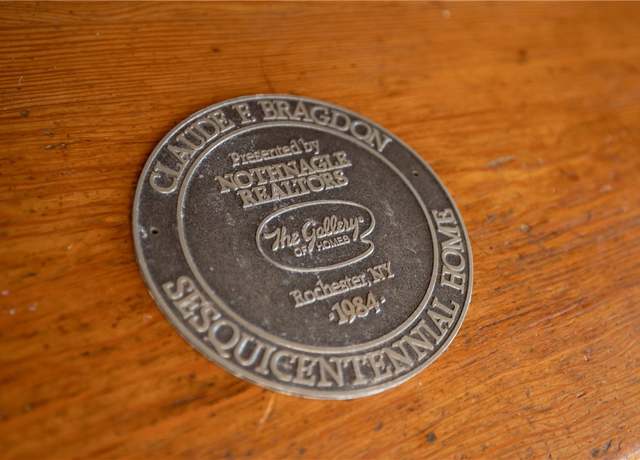 CLAUDE F. BRAGDON
Presented by
NOTHNAGLE
REALTORS
The Gallery®
OF HOMES
Rochester, NY
·1984·
SESQUICENTENNIAL HOME